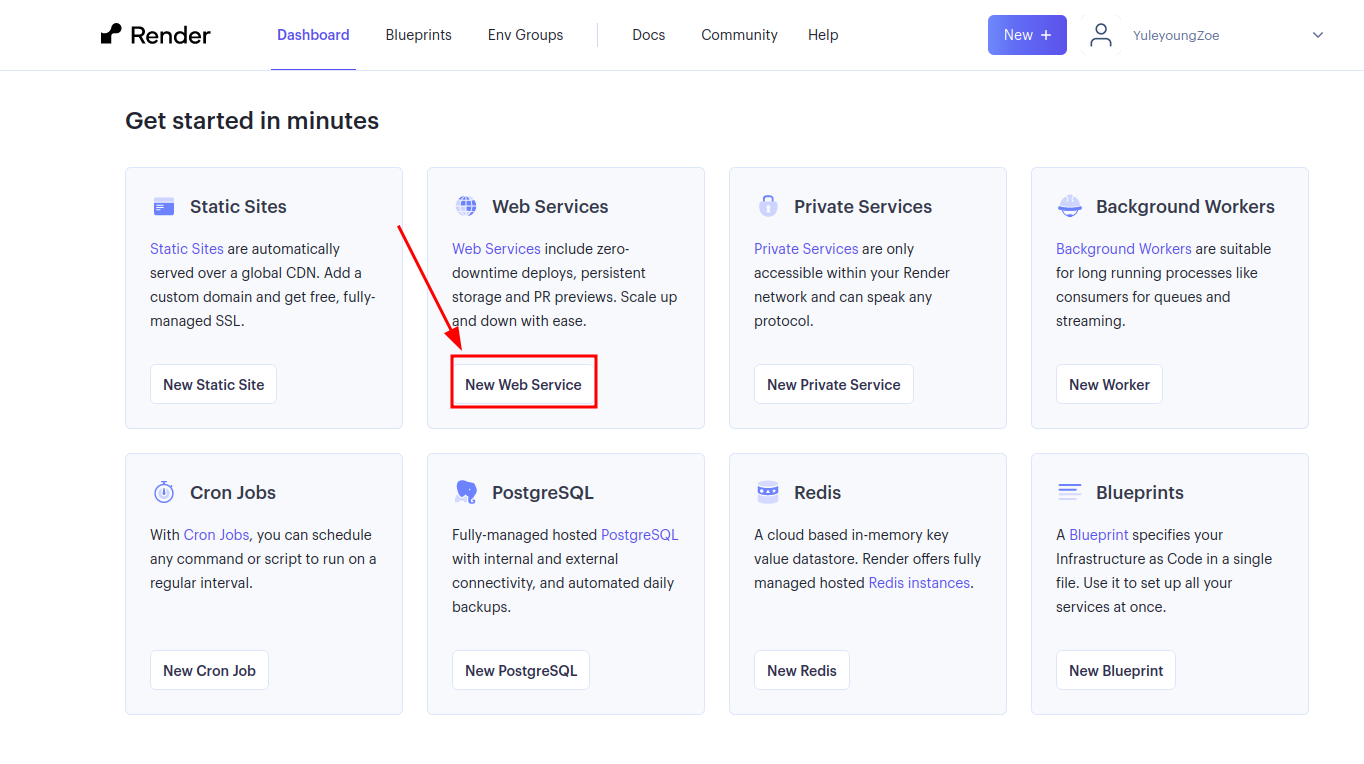 Render
Dashboard
Blueprints
Env Groups
Docs
Community
Help
New +
YuleyoungZoe
Get started in minutes
Static Sites
Static Sites are automatically
served over a global CDN. Add a
custom domain and get free, fully-
managed SSL.
New Static Site
Web Services
Web Services include zero-
downtime deploys, persistent
storage and PR previews. Scale up
and down with ease.
New Web Service
Private Services
Private Services are only
accessible within your Render
network and can speak any
protocol.
New Private Service
Background Workers
Background Workers are suitable
for long running processes like
consumers for queues and
streaming.
New Worker
Cron Jobs
With Cron Jobs, you can schedule
any command or script to run on a
regular interval.
New Cron Job
PostgreSQL
Fully-managed hosted PostgreSQL
with internal and external
connectivity, and automated daily
backups.
New PostgreSQL
Redis
A cloud based in-memory key
value datastore. Render offers fully
managed hosted Redis instances.
New Redis
Blueprints
A Blueprint specifies your
Infrastructure as Code in a single
file. Use it to set up all your
services at once.
New Blueprint